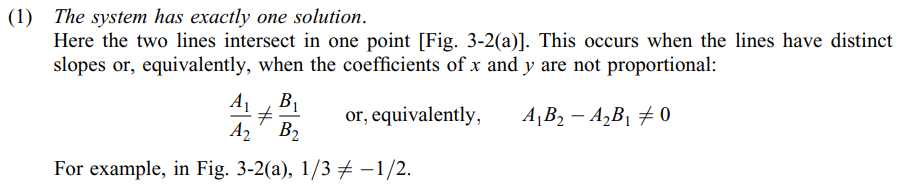 (1) The system has exactly one solution.
Here the two lines intersect in one point [Fig. 3-2(a)]. This occurs when the lines have distinct
slopes or, equivalently, when the coefficients of x and y are not proportional:
A₁/A₂ ≠ B₁/B₂ or, equivalently, A₁B₂ − A₂B₁ ≠ 0
For example, in Fig. 3-2(a), 1/3 ≠ −1/2.